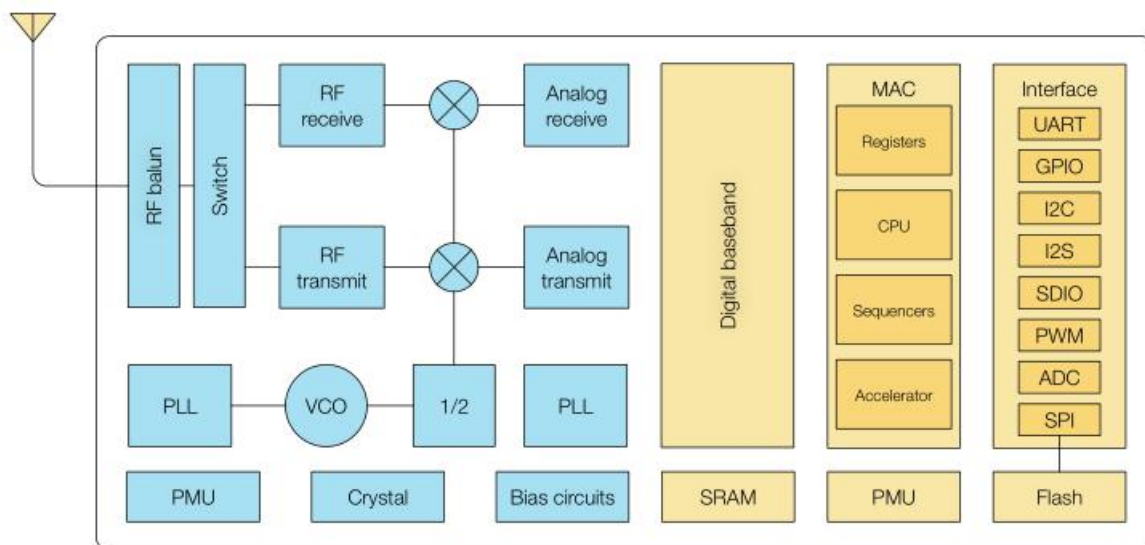 RF balun
Switch
RF
receive
Analog
receive
RF
transmit
Analog
transmit
PLL
VCO
1/2
PLL
PMU
Crystal
Bias circuits
Digital baseband
SRAM
MAC
Registers
CPU
Sequencers
Accelerator
PMU
Interface
UART
GPIO
I2C
I2S
SDIO
PWM
ADC
SPI
Flash